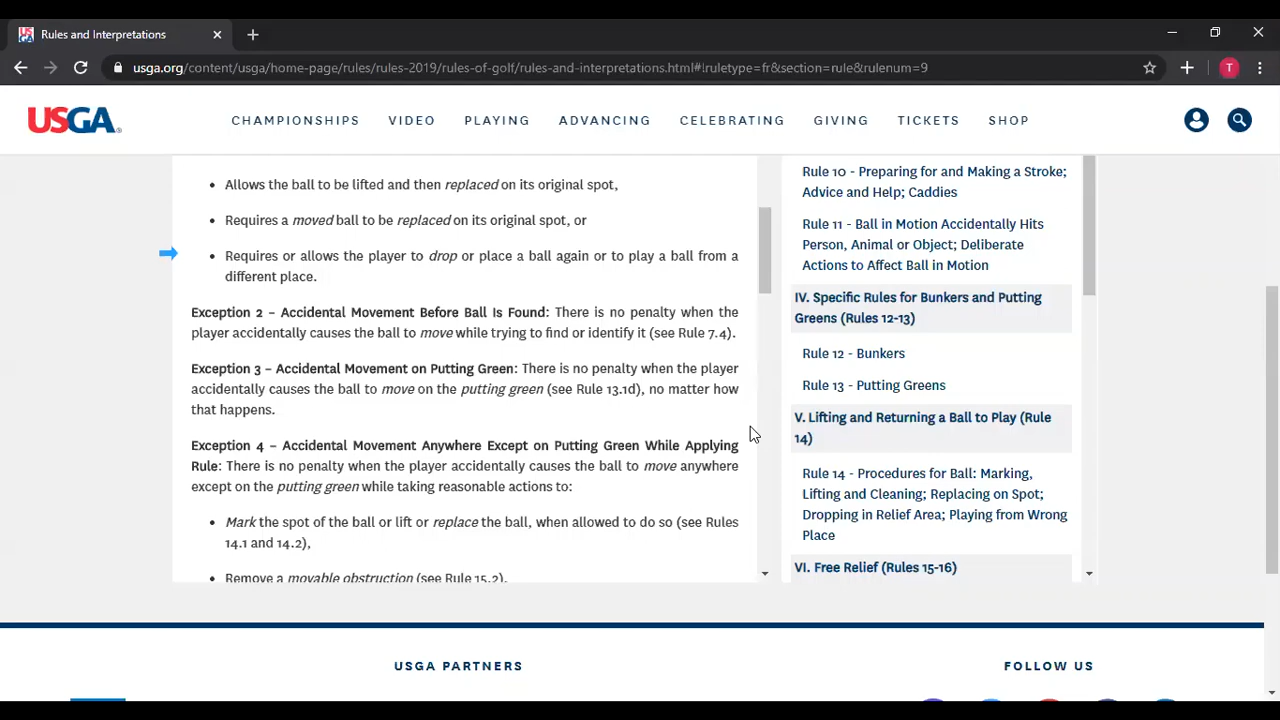 Rules and Interpretations
usga.org/content/usga/home-page/rules/rules-2019/rules-of-golf/rules-and-interpretations.html#!ruletype=fr&section=rule&rulenum=9
T
USGA
CHAMPIONSHIPS VIDEO PLAYING ADVANCING CELEBRATING GIVING TICKETS SHOP
• Allows the ball to be lifted and then replaced on its original spot,
• Requires a moved ball to be replaced on its original spot, or
• Requires or allows the player to drop or place a ball again or to play a ball from a
different place.
Exception 2 – Accidental Movement Before Ball Is Found: There is no penalty when the
player accidentally causes the ball to move while trying to find or identify it (see Rule 7.4).
Exception 3 – Accidental Movement on Putting Green: There is no penalty when the player
accidentally causes the ball to move on the putting green (see Rule 13.1d), no matter how
that happens.
Exception 4 – Accidental Movement Anywhere Except on Putting Green While Applying
Rule: There is no penalty when the player accidentally causes the ball to move anywhere
except on the putting green while taking reasonable actions to:
• Mark the spot of the ball or lift or replace the ball, when allowed to do so (see Rules
14.1 and 14.2),
• Remove a movable obstruction (see Rule 15.2),
Rule 10 - Preparing for and Making a Stroke;
Advice and Help; Caddies
Rule 11 - Ball in Motion Accidentally Hits
Person, Animal or Object; Deliberate
Actions to Affect Ball in Motion
IV. Specific Rules for Bunkers and Putting
Greens (Rules 12-13)
Rule 12 - Bunkers
Rule 13 - Putting Greens
V. Lifting and Returning a Ball to Play (Rule
14)
Rule 14 - Procedures for Ball: Marking,
Lifting and Cleaning; Replacing on Spot;
Dropping in Relief Area; Playing from Wrong
Place
VI. Free Relief (Rules 15-16)
USGA PARTNERS
FOLLOW US